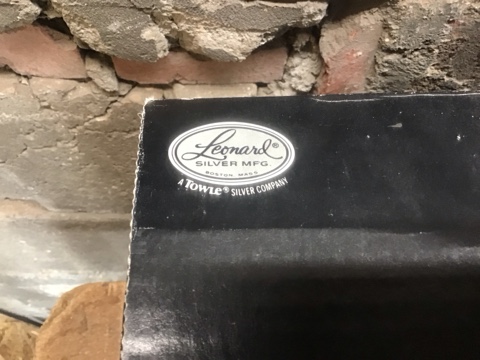 Leonard®
SILVER MFG.
BOSTON, MASS
A TOWLE® SILVER COMPANY